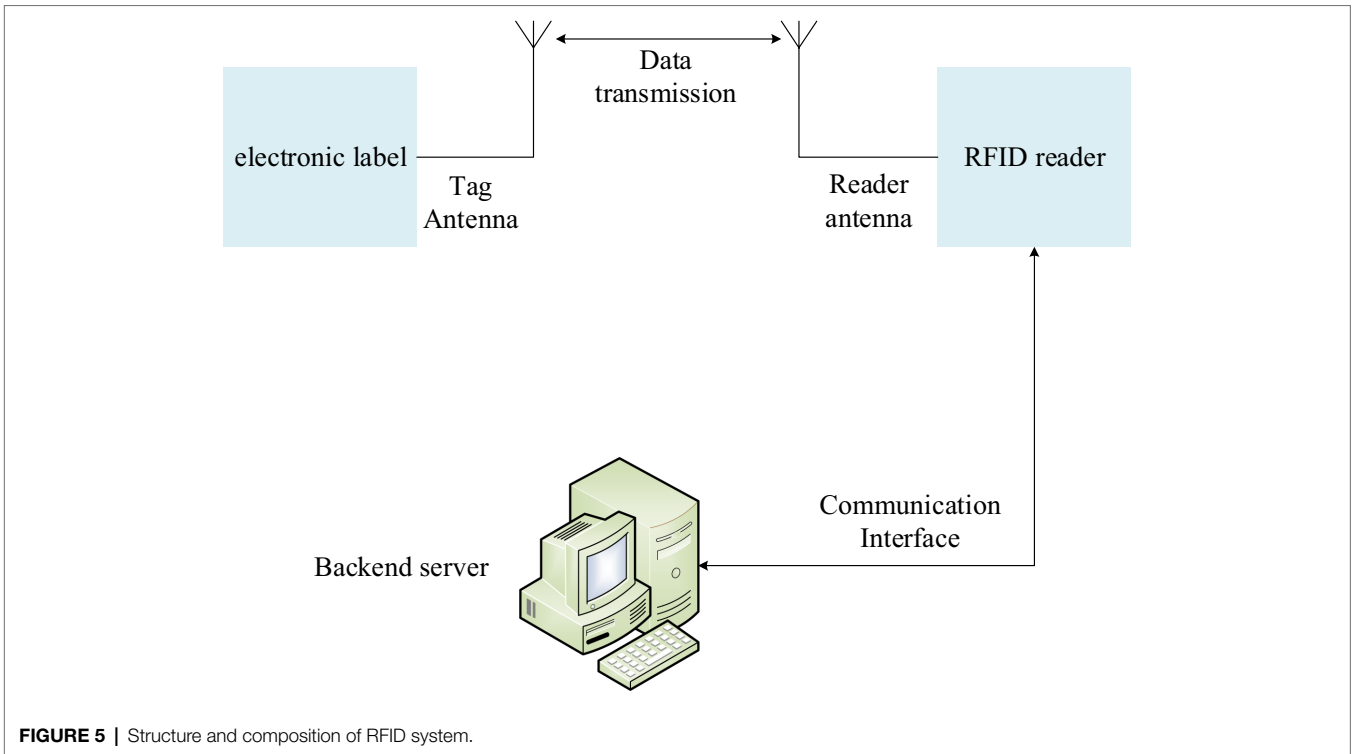 Data
transmission
electronic label
RFID reader
Tag
Antenna
Reader
antenna
Communication
Interface
Backend server
FIGURE 5 | Structure and composition of RFID system.